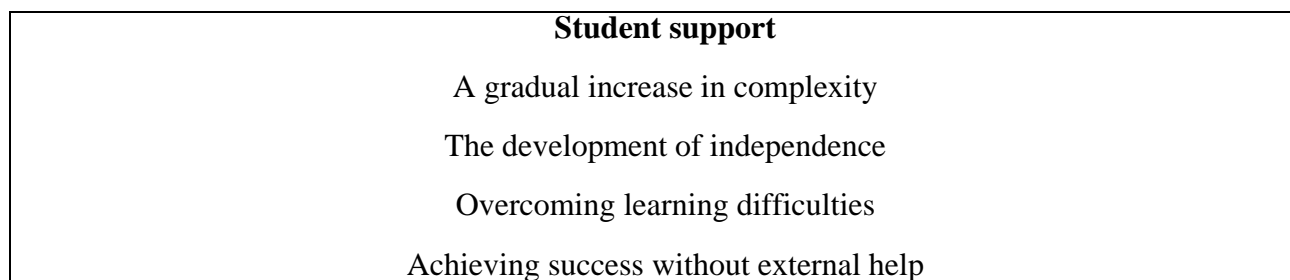 Student support
A gradual increase in complexity
The development of independence
Overcoming learning difficulties
Achieving success without external help